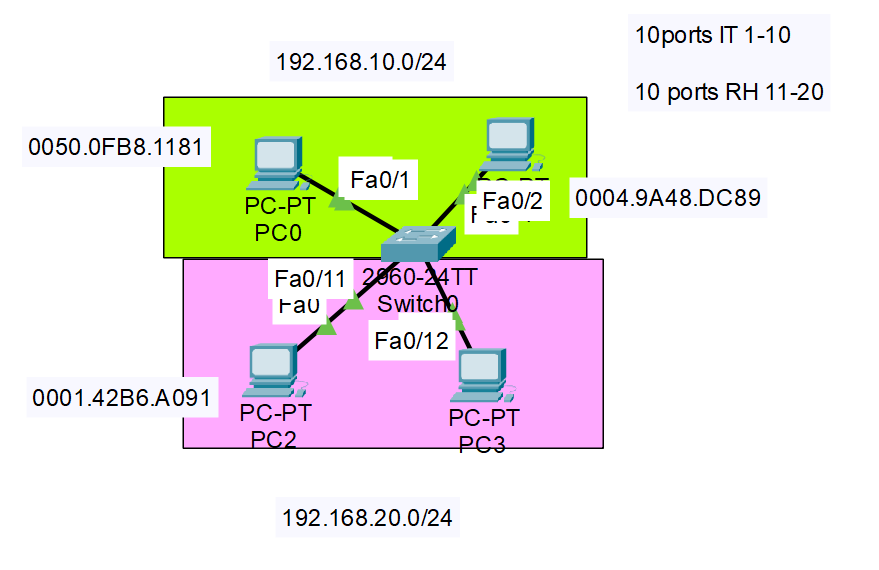 10ports IT 1-10
192.168.10.0/24
10 ports RH 11-20
0050.0FB8.1181
Fa0/1
PC-PT
Fa0/2
0004.9A48.DC89
PC-PT
PC0
Fa0/11
2960-24TT
Fa0
Switch0
Fa0/12
0001.42B6.A091
PC-PT
PC2
PC-PT
PC3
192.168.20.0/24